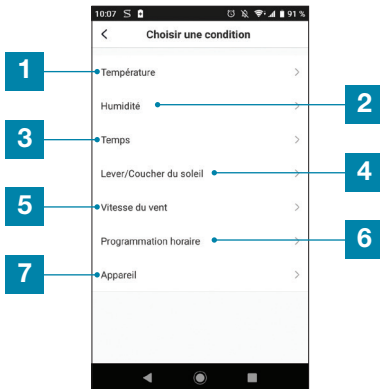 10:07 S 91 %
Choisir une condition
1 Température
Humidité 2
3 Temps
Lever/Coucher du soleil 4
5 Vitesse du vent
Programmation horaire 6
7 Appareil